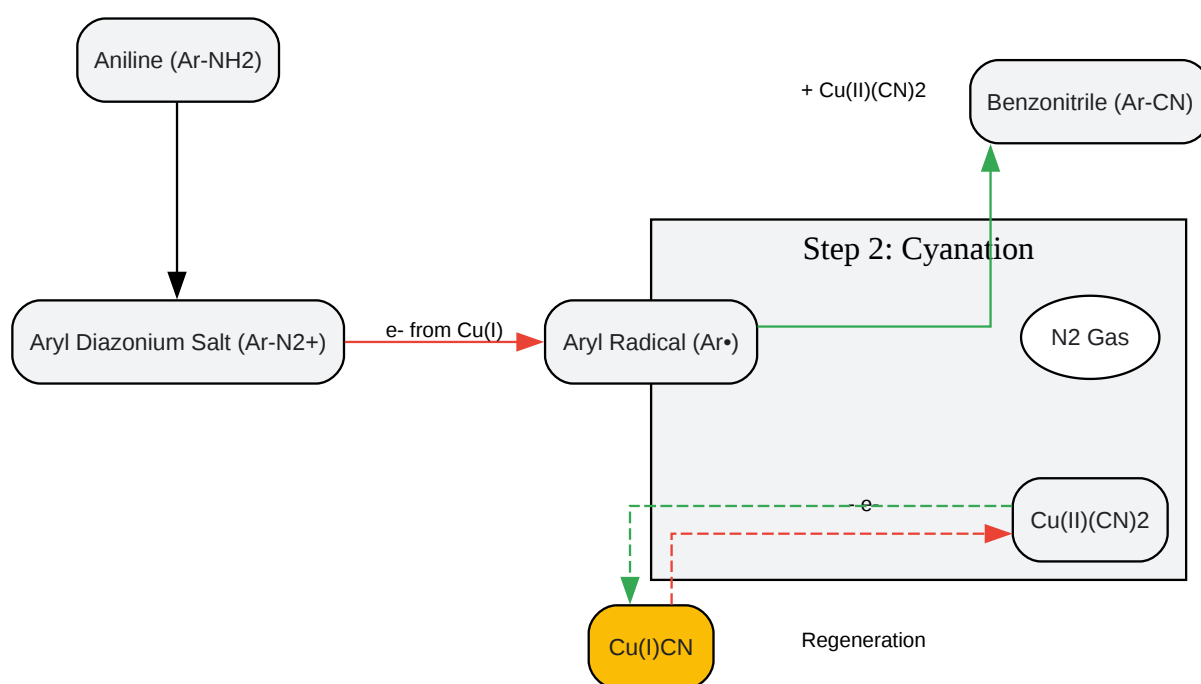 Aniline (Ar-NH2)
+ Cu(II)(CN)2
Benzonitrile (Ar-CN)
Step 2: Cyanation
Aryl Diazonium Salt (Ar-N2+)
e- from Cu(I)
Aryl Radical (Ar•)
N2 Gas
- e-
Cu(II)(CN)2
Cu(I)CN
Regeneration